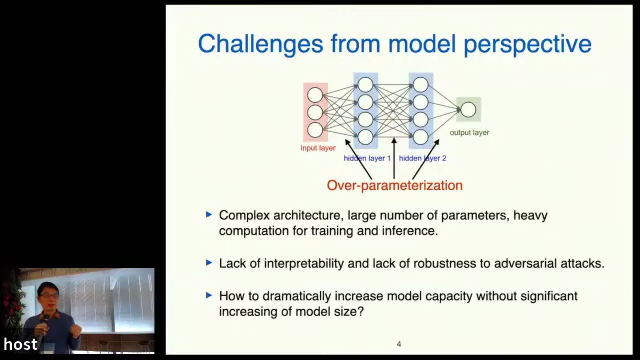 Challenges from model perspective
input layer
hidden layer 1
hidden layer 2
output layer
Over-parameterization
Complex architecture, large number of parameters, heavy
computation for training and inference.
Lack of interpretability and lack of robustness to adversarial attacks.
How to dramatically increase model capacity without significant
increasing of model size?
4
host